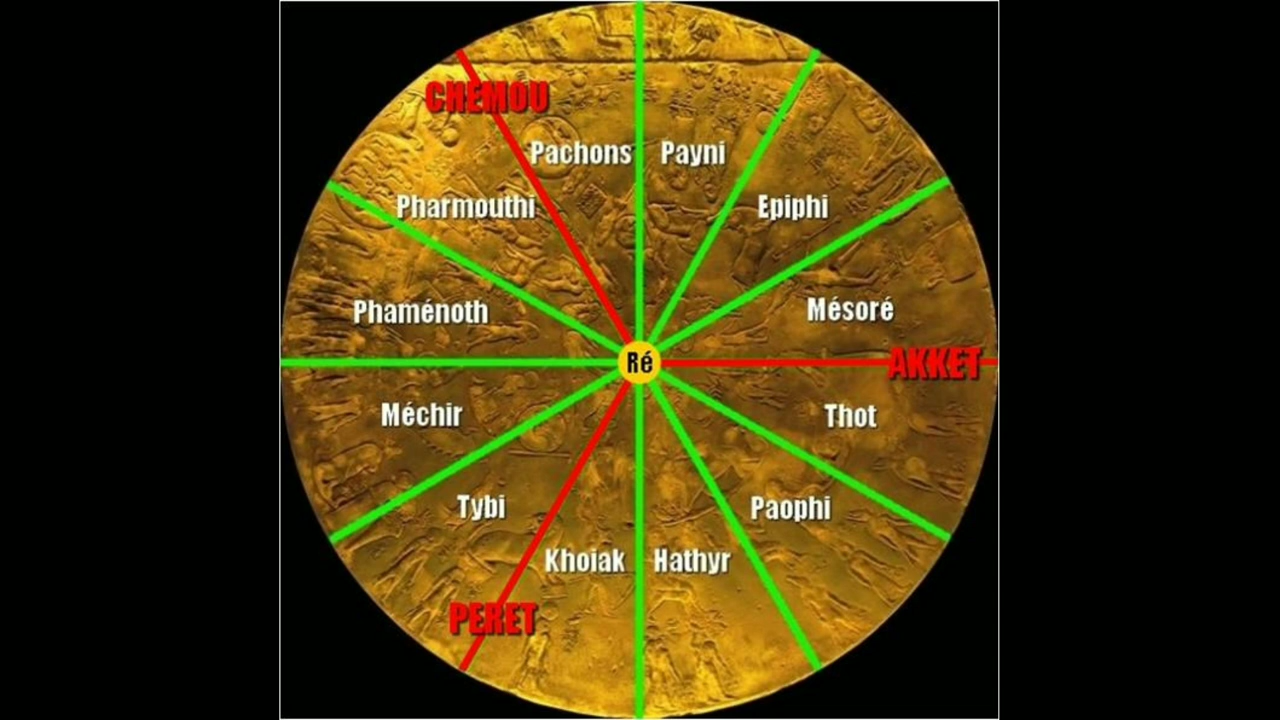 CHEMOU
Pachons
Payni
Pharmouthi
Epiphi
Phaménoth
Mésoré
Ré
AKKET
Méchir
Thot
Tybi
Paophi
Khoiak
Hathyr
PERET